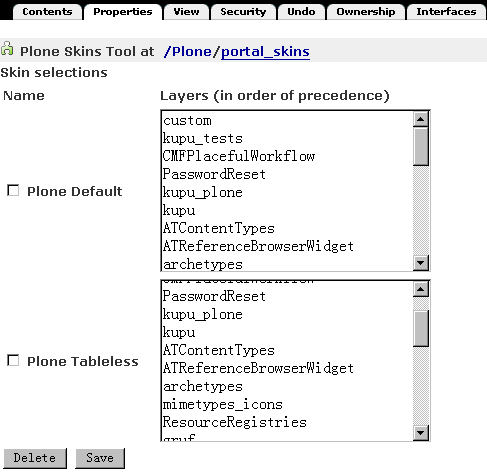 Contents Properties View Security Undo Ownership Interfaces
Plone Skins Tool at /Plone/portal_skins
Skin selections
Name Layers (in order of precedence)
custom
kupu_tests
CMFPlacefulWorkflow
PasswordReset
Plone Default
kupu_plone
kupu
ATContentTypes
ATReferenceBrowserWidget
archetypes
CMFPlacefulWorkflow
PasswordReset
kupu_plone
kupu
ATContentTypes
Plone Tableless
ATReferenceBrowserWidget
archetypes
mimetypes_icons
ResourceRegistries
gruf
Delete Save